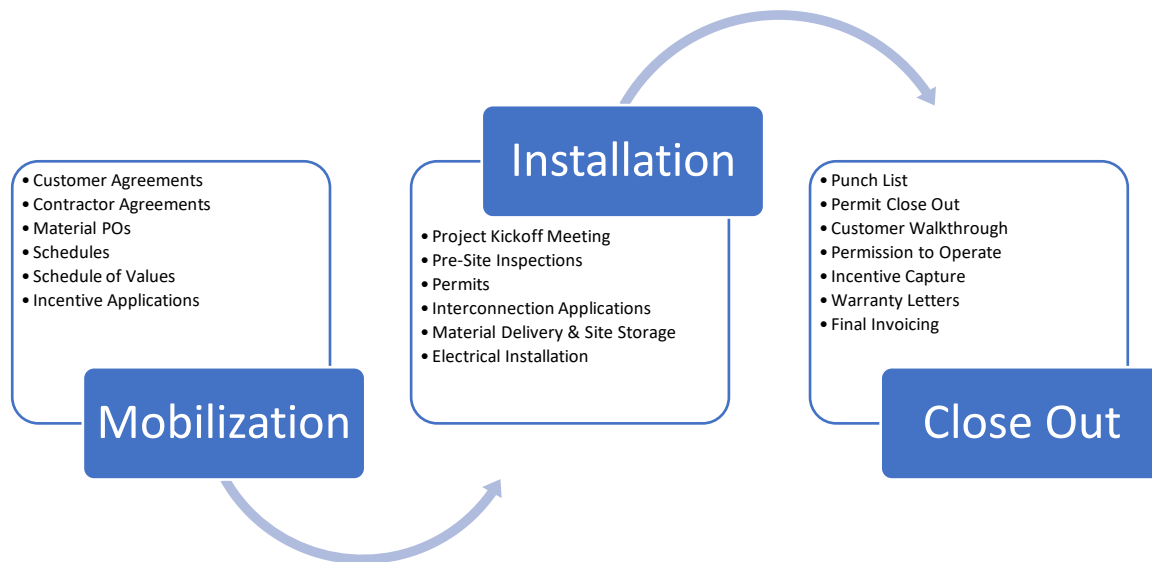 • Customer Agreements
• Contractor Agreements
• Material POs
• Schedules
• Schedule of Values
• Incentive Applications
Mobilization
Installation
• Project Kickoff Meeting
• Pre-Site Inspections
• Permits
• Interconnection Applications
• Material Delivery & Site Storage
• Electrical Installation
• Punch List
• Permit Close Out
• Customer Walkthrough
• Permission to Operate
• Incentive Capture
• Warranty Letters
• Final Invoicing
Close Out